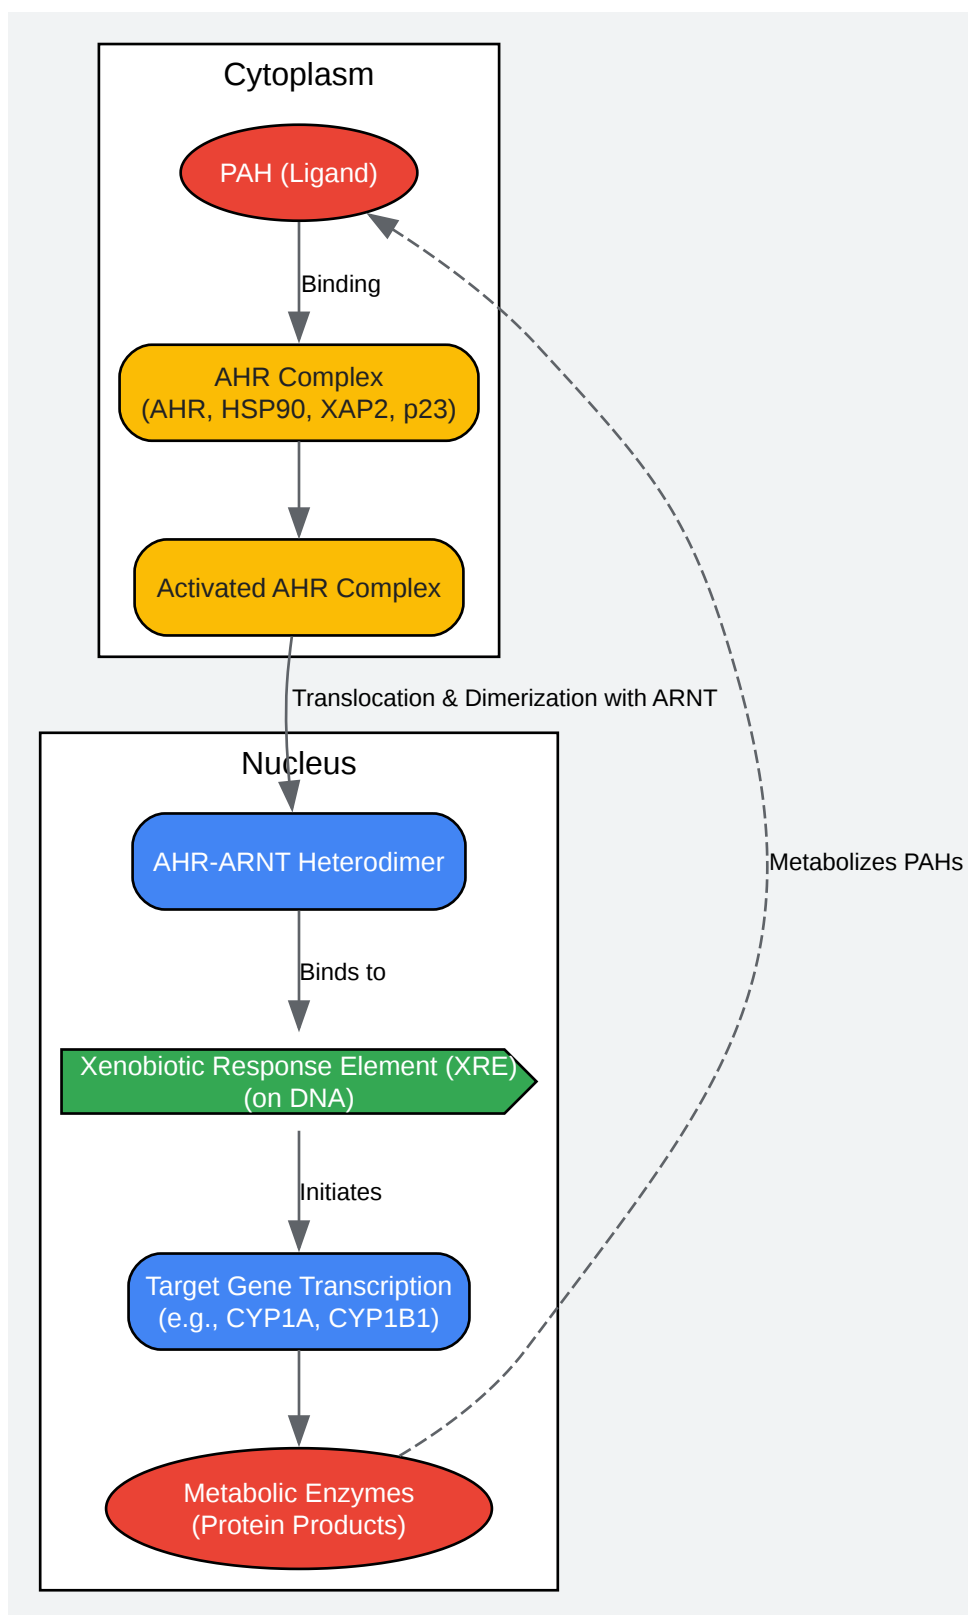 Cytoplasm
PAH (Ligand)
Binding
AHR Complex
(AHR, HSP90, XAP2, p23)
Activated AHR Complex
Translocation & Dimerization with ARNT
Nucleus
AHR-ARNT Heterodimer
Metabolizes PAHs
Binds to
Xenobiotic Response Element (XRE)
(on DNA)
Initiates
Target Gene Transcription
(e.g., CYP1A, CYP1B1)
Metabolic Enzymes
(Protein Products)